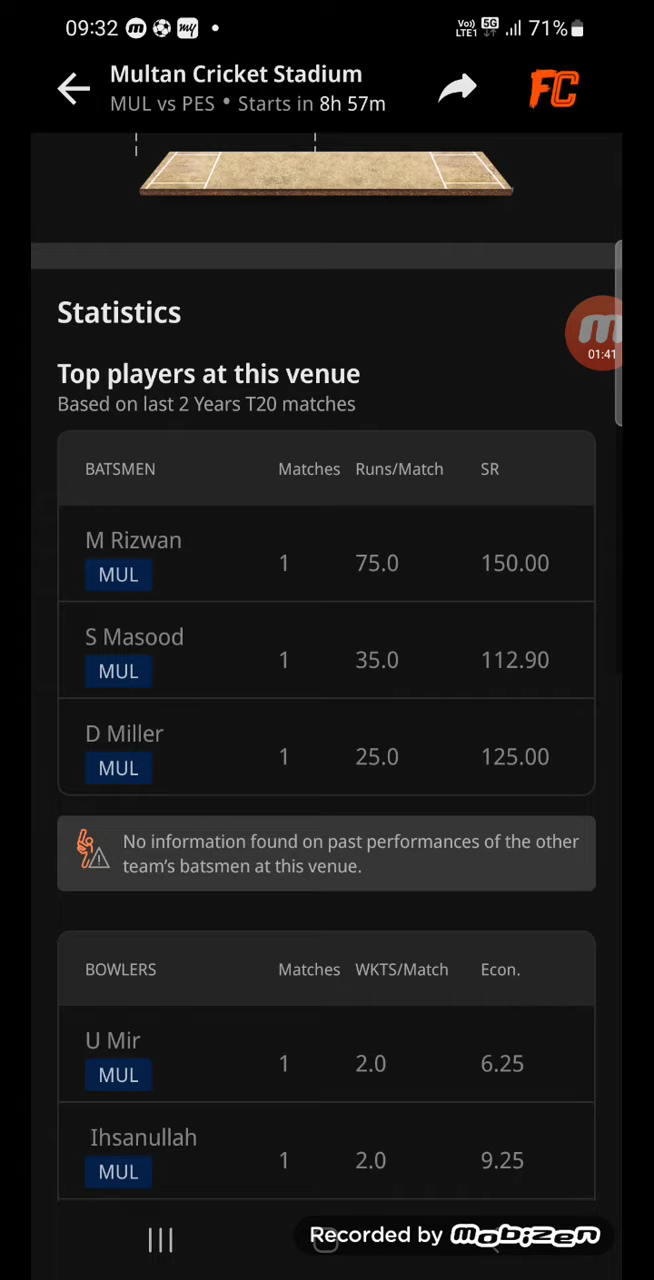 09:32 m my • Vo) LTE1 5G 71%
Multan Cricket Stadium
MUL vs PES • Starts in 8h 57m
FC
Statistics
m
01:41
Top players at this venue
Based on last 2 Years T20 matches
BATSMEN Matches Runs/Match SR
M Rizwan
MUL 1 75.0 150.00
S Masood
MUL 1 35.0 112.90
D Miller
MUL 1 25.0 125.00
No information found on past performances of the other
team's batsmen at this venue.
BOWLERS Matches WKTS/Match Econ.
U Mir
MUL 1 2.0 6.25
Ihsanullah
MUL 1 2.0 9.25
Recorded by mobizen